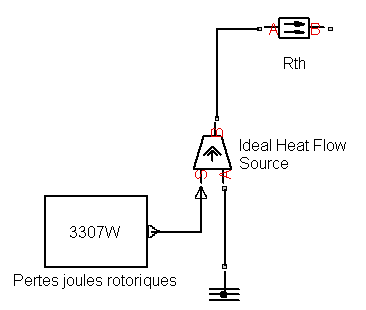 A B
Rth
B
Ideal Heat Flow
Source
S A
3307W
Pertes joules rotoriques